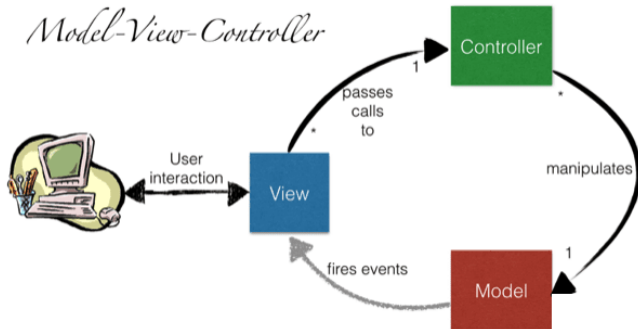 Model-View-Controller
Controller
1
passes
calls
to
*
*
User
interaction
View
manipulates
fires events
1
Model